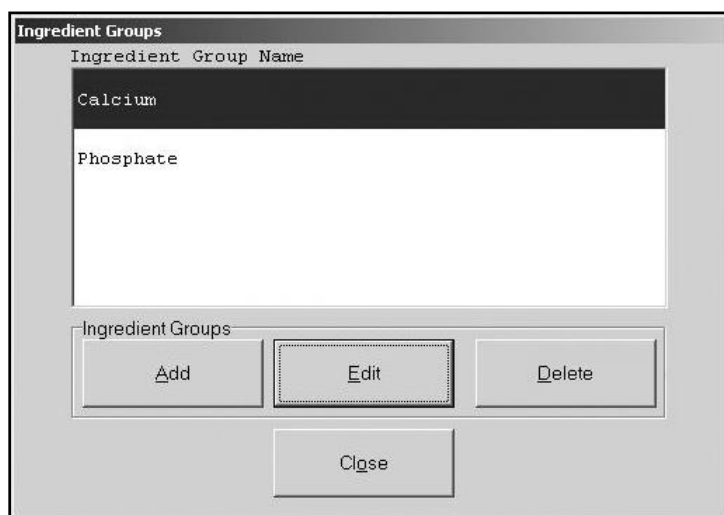 Ingredient Groups
Ingredient Group Name
Calcium
Phosphate
Ingredient Groups
Add Edit Delete
Close